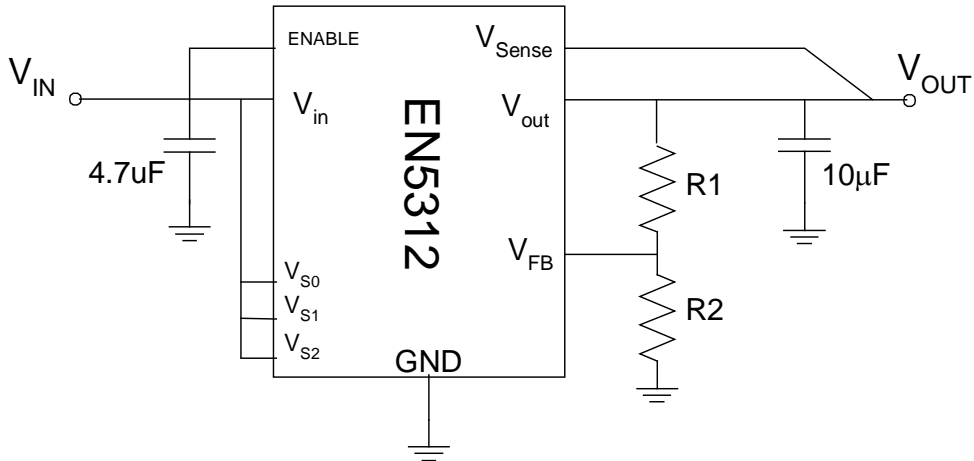 ENABLE
V_Sense
V_IN
V_in
V_out
V_OUT
EN5312
4.7uF
R1
10μF
V_FB
V_S0
V_S1
R2
V_S2
GND